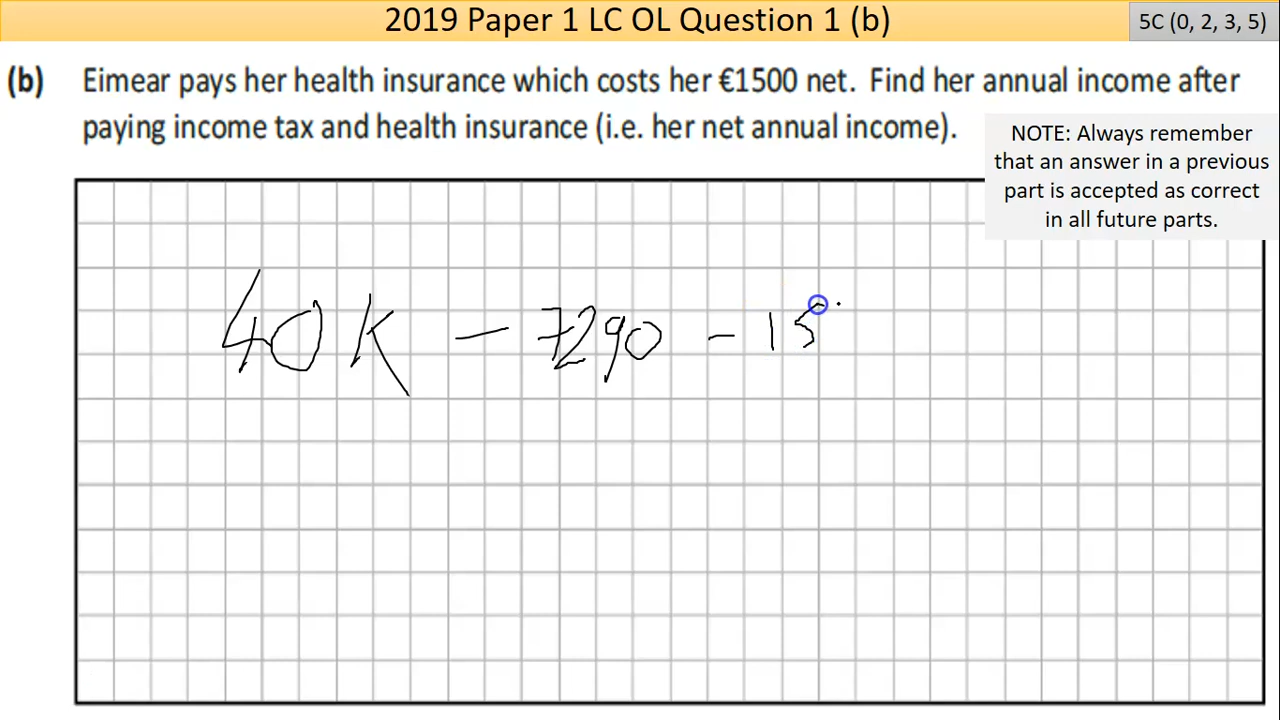 2019 Paper 1 LC OL Question 1 (b)
5C (0, 2, 3, 5)
(b) Eimear pays her health insurance which costs her €1500 net. Find her annual income after
paying income tax and health insurance (i.e. her net annual income).
NOTE: Always remember
that an answer in a previous
part is accepted as correct
in all future parts.
40K - 7290 - 15